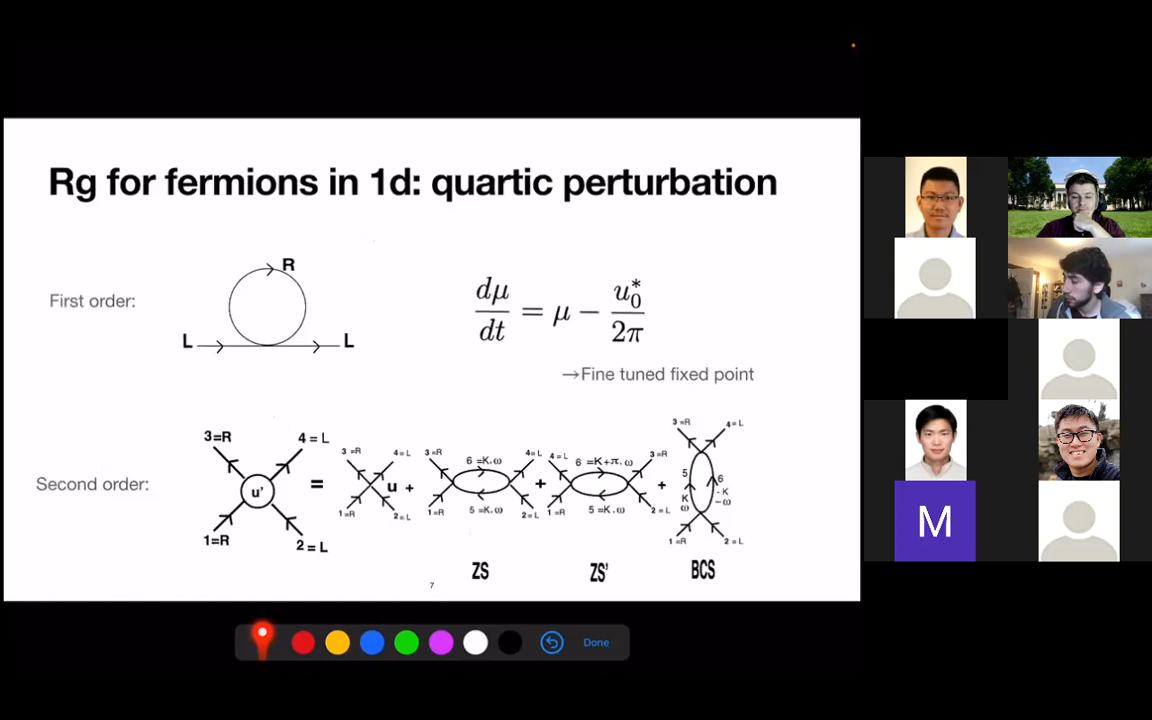 Rg for fermions in 1d: quartic perturbation
First order:
R
L
L
dμ/dt = μ − u₀*/2π
→Fine tuned fixed point
Second order:
3=R
4 = L
u'
1=R
2 = L
=
3 =R
4= L
u +
1=R
2= L
3=R
6 =K,ω
4= L
+
1=R
5 =K,ω
2= L
4= L
6 =K+π,ω
3=R
+
1=R
5 =K,ω
2= L
3 =R
4= L
5
6
K
ω
- K
-ω
1 =R
2 = L
ZS
ZS'
BCS
7
Done
M